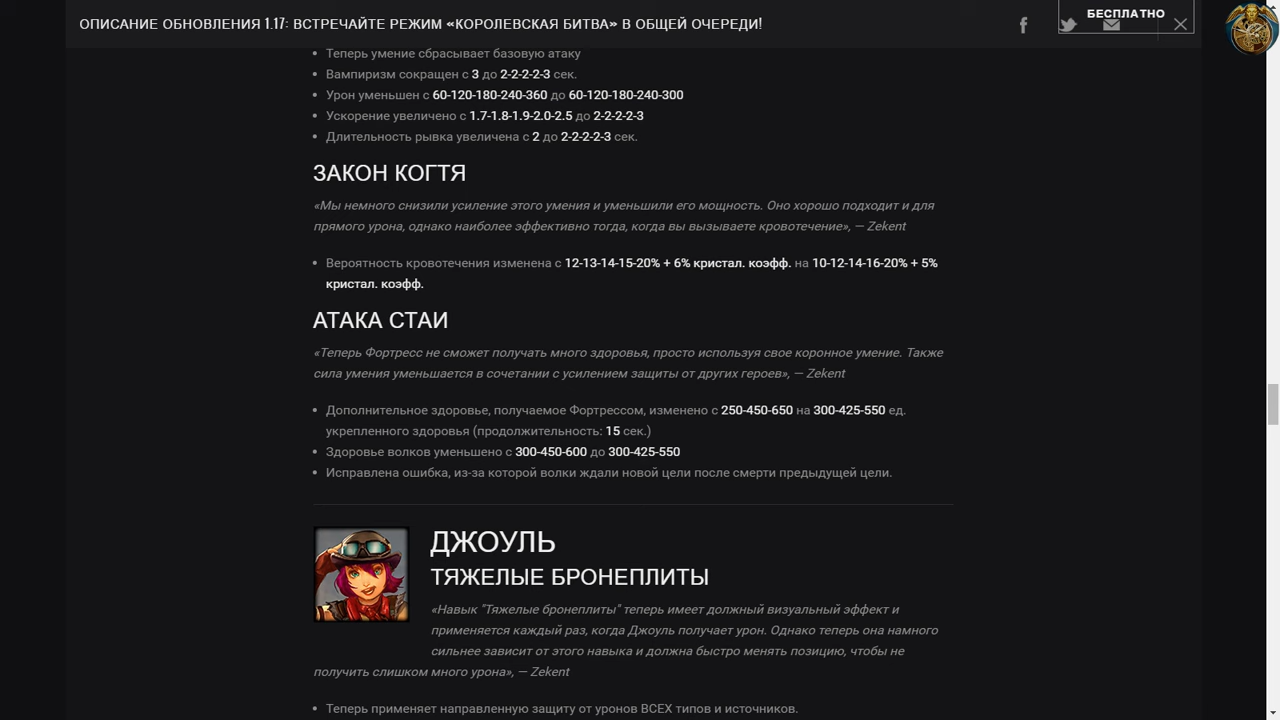 ОПИСАНИЕ ОБНОВЛЕНИЯ 1.17: ВСТРЕЧАЙТЕ РЕЖИМ «КОРОЛЕВСКАЯ БИТВА» В ОБЩЕЙ ОЧЕРЕДИ!
БЕСПЛАТНО
Теперь умение сбрасывает базовую атаку
Вампиризм сокращен с 3 до 2-2-2-2-3 сек.
Урон уменьшен с 60-120-180-240-360 до 60-120-180-240-300
Ускорение увеличено с 1.7-1.8-1.9-2.0-2.5 до 2-2-2-2-3
Длительность рывка увеличена с 2 до 2-2-2-2-3 сек.
ЗАКОН КОГТЯ
«Мы немного снизили усиление этого умения и уменьшили его мощность. Оно хорошо подходит и для
прямого урона, однако наиболее эффективно тогда, когда вы вызываете кровотечение», — Zekent
Вероятность кровотечения изменена с 12-13-14-15-20% + 6% кристал. коэфф. на 10-12-14-16-20% + 5%
кристал. коэфф.
АТАКА СТАИ
«Теперь Фортресс не сможет получать много здоровья, просто используя свое коронное умение. Также
сила умения уменьшается в сочетании с усилением защиты от других героев», — Zekent
Дополнительное здоровье, получаемое Фортрессом, изменено с 250-450-650 на 300-425-550 ед.
укрепленного здоровья (продолжительность: 15 сек.)
Здоровье волков уменьшено с 300-450-600 до 300-425-550
Исправлена ошибка, из-за которой волки ждали новой цели после смерти предыдущей цели.
ДЖОУЛЬ
ТЯЖЕЛЫЕ БРОНЕПЛИТЫ
«Навык "Тяжелые бронеплиты" теперь имеет должный визуальный эффект и
применяется каждый раз, когда Джоуль получает урон. Однако теперь она намного
сильнее зависит от этого навыка и должна быстро менять позицию, чтобы не
получить слишком много урона», — Zekent
Теперь применяет направленную защиту от уронов ВСЕХ типов и источников.